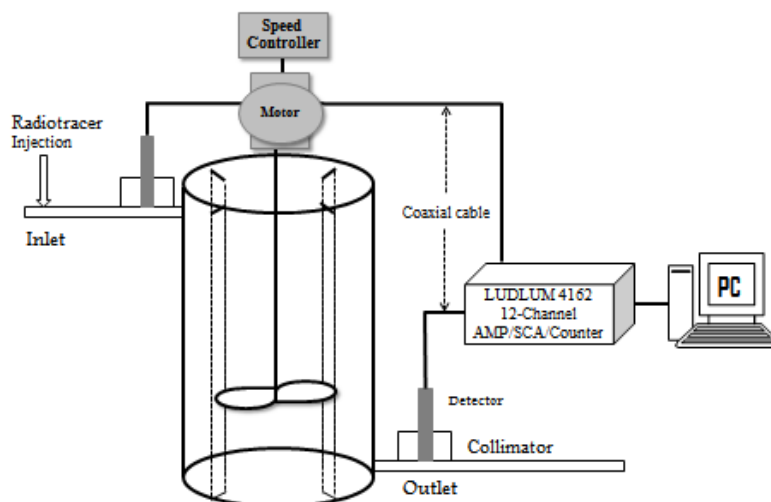 Speed
Controller
Motor
Radiotracer
Injection
Inlet
Coaxial cable
LUDLUM 4162
12-Channel
AMP/SCA/Counter
PC
Detector
Collimator
Outlet